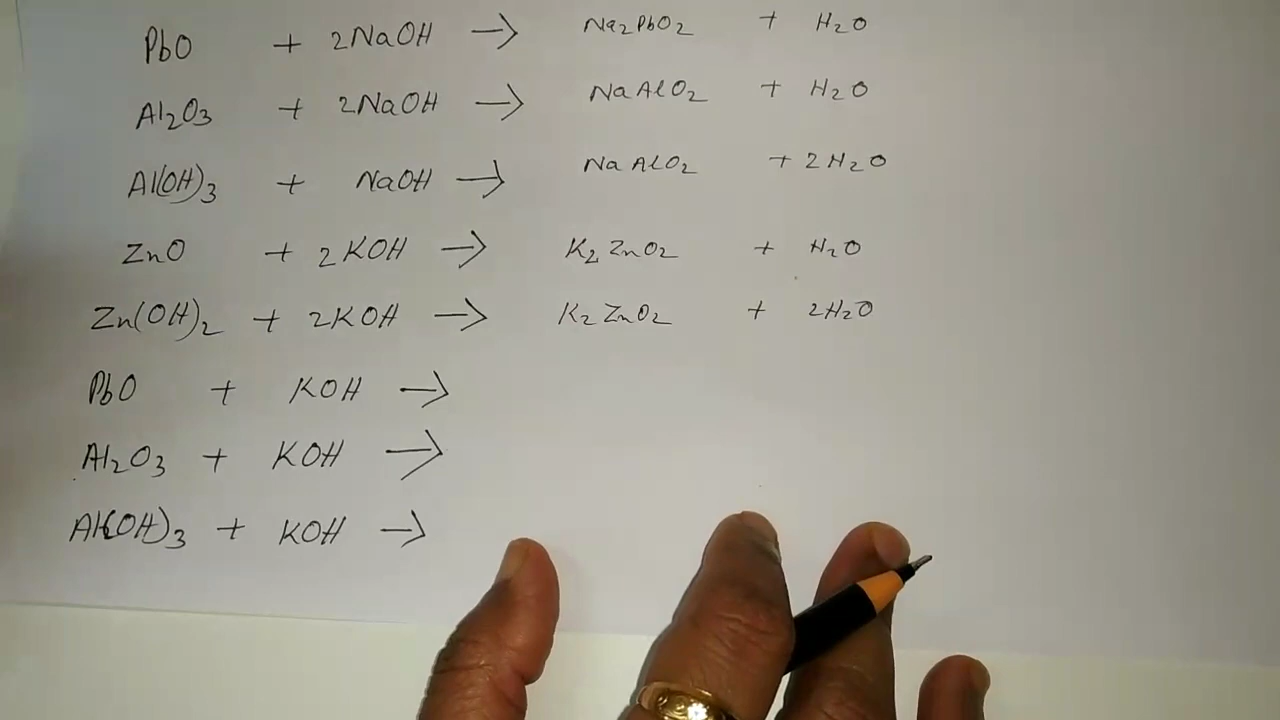 PbO + 2NaOH → Na2PbO2 + H2O
Al2O3 + 2NaOH → NaAlO2 + H2O
Al(OH)3 + NaOH → NaAlO2 + 2H2O
ZnO + 2KOH → K2ZnO2 + H2O
Zn(OH)2 + 2KOH → K2ZnO2 + 2H2O
PbO + KOH →
Al2O3 + KOH →
Al(OH)3 + KOH →